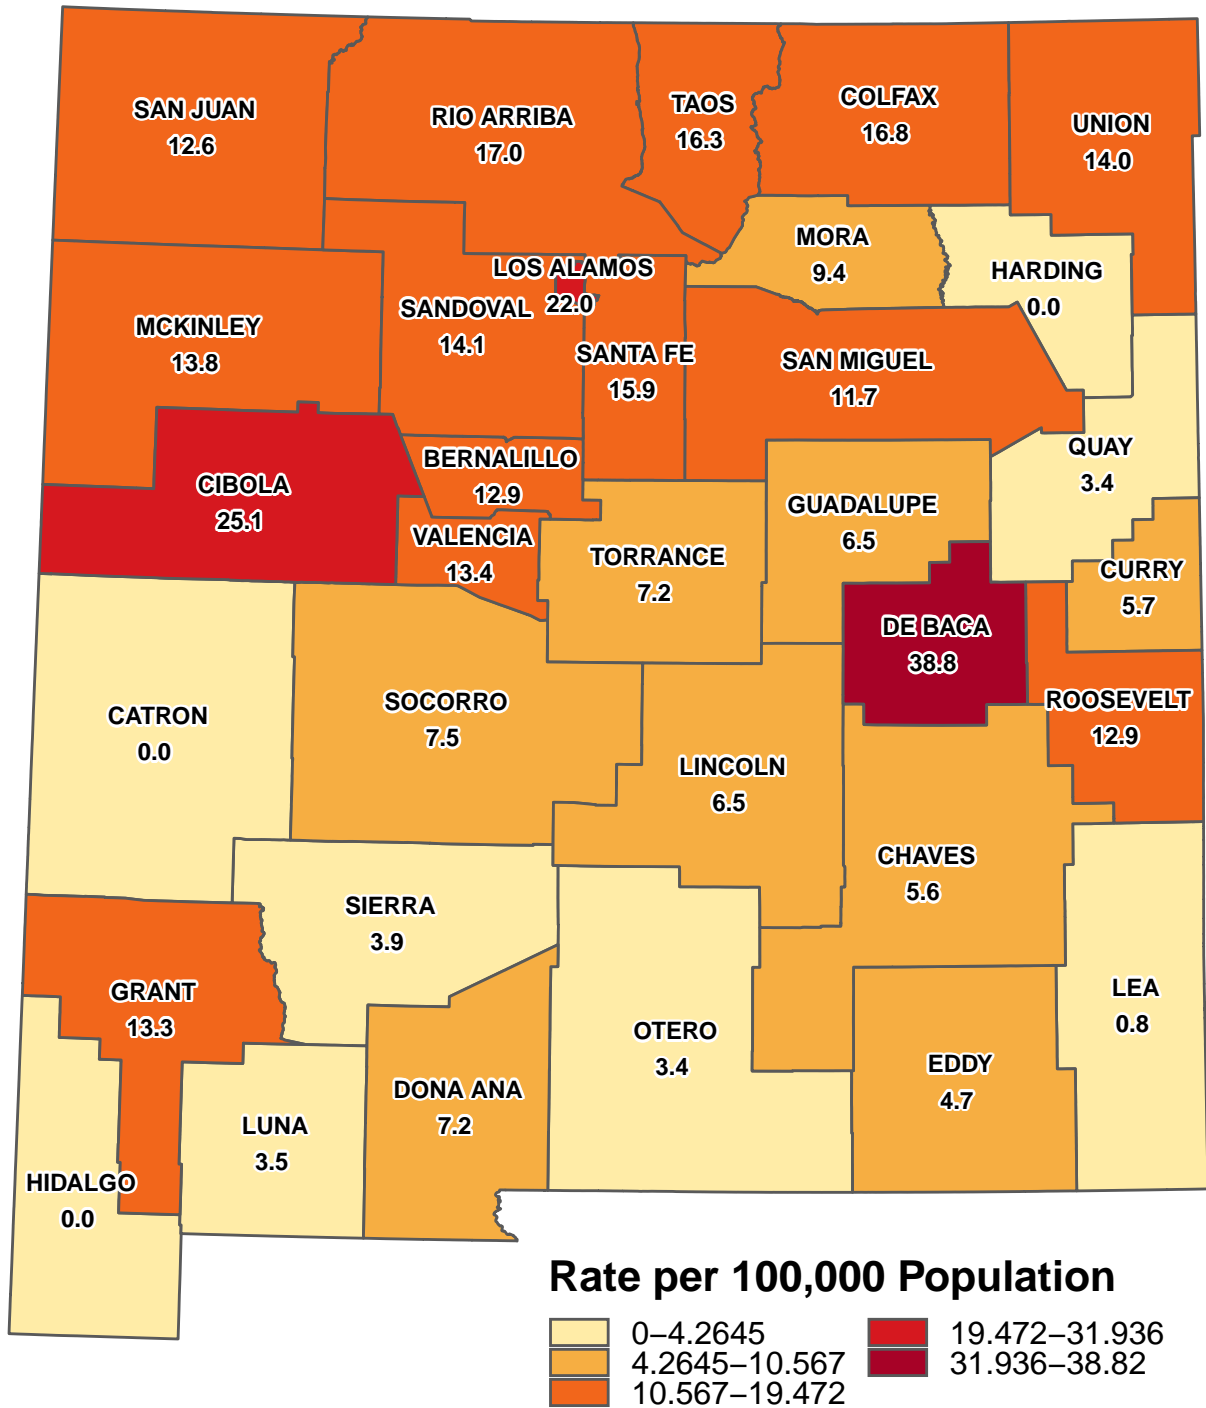 SAN JUAN
12.6
RIO ARRIBA
17.0
TAOS
16.3
COLFAX
16.8
UNION
14.0
MORA
9.4
HARDING
0.0
LOS ALAMOS
22.0
SANDOVAL
14.1
MCKINLEY
13.8
SANTA FE
15.9
SAN MIGUEL
11.7
QUAY
3.4
CIBOLA
25.1
BERNALILLO
12.9
GUADALUPE
6.5
VALENCIA
13.4
TORRANCE
7.2
CURRY
5.7
DE BACA
38.8
CATRON
0.0
SOCORRO
7.5
ROOSEVELT
12.9
LINCOLN
6.5
CHAVES
5.6
SIERRA
3.9
GRANT
13.3
LEA
0.8
OTERO
3.4
EDDY
4.7
DONA ANA
7.2
LUNA
3.5
HIDALGO
0.0
Rate per 100,000 Population
0−4.2645
4.2645−10.567
10.567−19.472
19.472−31.936
31.936−38.82